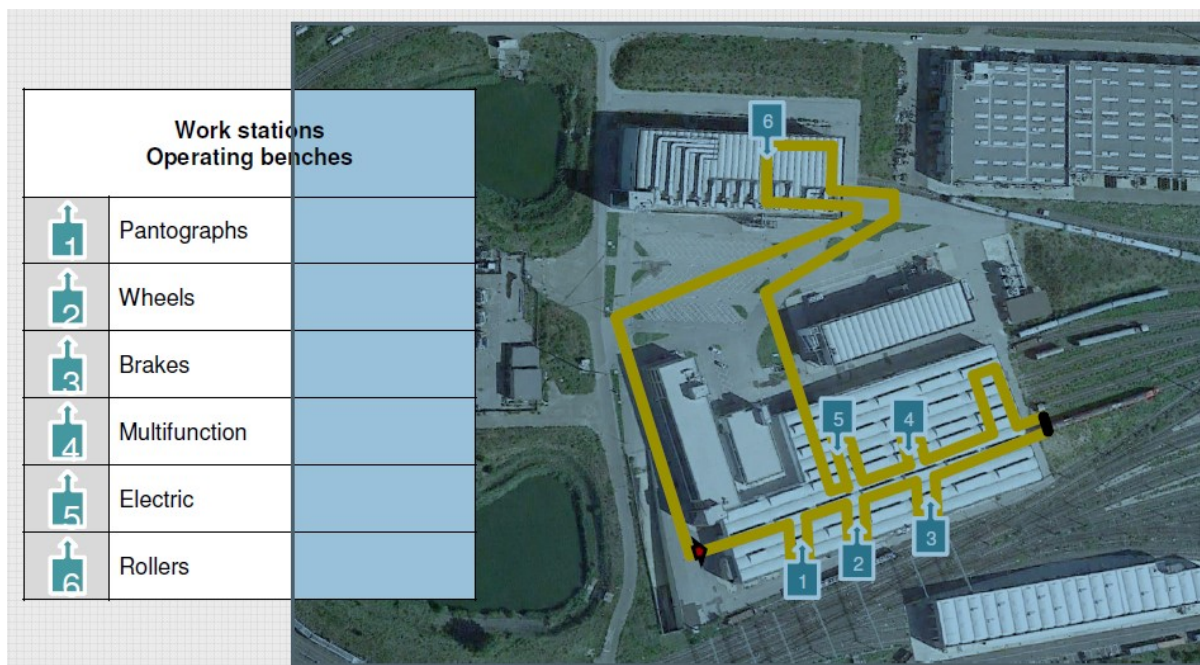 Work stations
Operating benches
1 Pantographs
2 Wheels
3 Brakes
4 Multifunction
5 Electric
6 Rollers
6
5
4
3
2
1